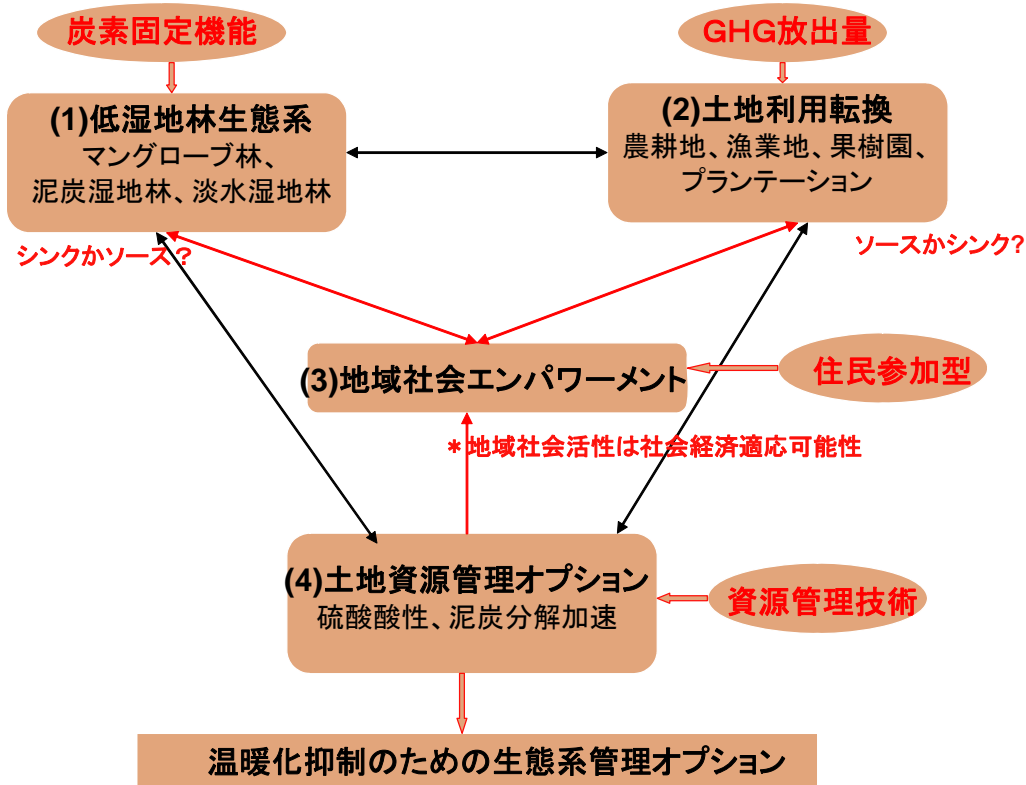 炭素固定機能
GHG放出量
(1)低湿地林生態系
マングローブ林、
泥炭湿地林、淡水湿地林
(2)土地利用転換
農耕地、漁業地、果樹園、
プランテーション
シンクかソース?
ソースかシンク?
(3)地域社会エンパワーメント
住民参加型
*地域社会活性は社会経済適応可能性
(4)土地資源管理オプション
硫酸酸性、泥炭分解加速
資源管理技術
温暖化抑制のための生態系管理オプション